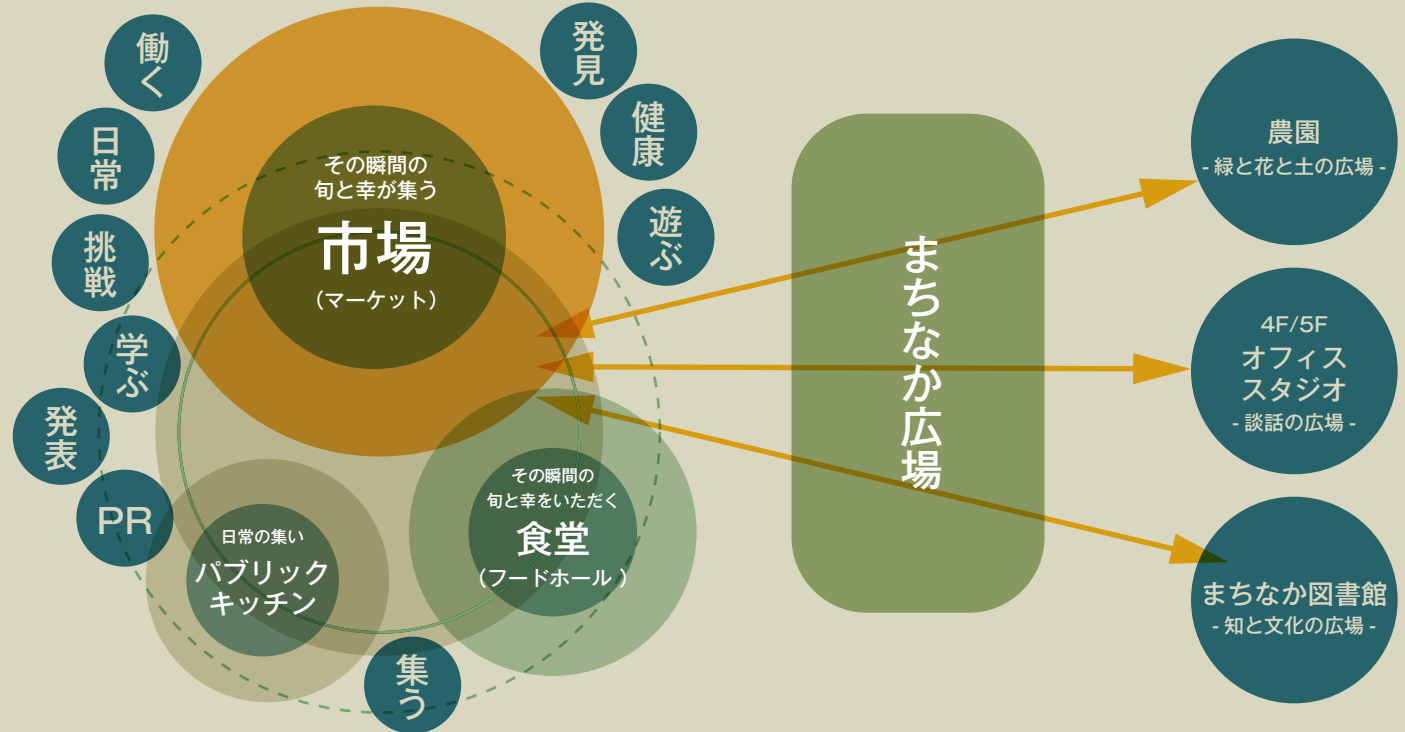 働く
日常
挑戦
学ぶ
発表
PR
集う
発見
健康
遊ぶ
その瞬間の
旬と幸が集う
市場
（マーケット）
その瞬間の
旬と幸をいただく
食堂
（フードホール ）
日常の集い
パブリック
キッチン
まちなか広場
農園
- 緑と花と土の広場 -
4F/5F
オフィス
スタジオ
- 談話の広場 -
まちなか図書館
- 知と文化の広場 -